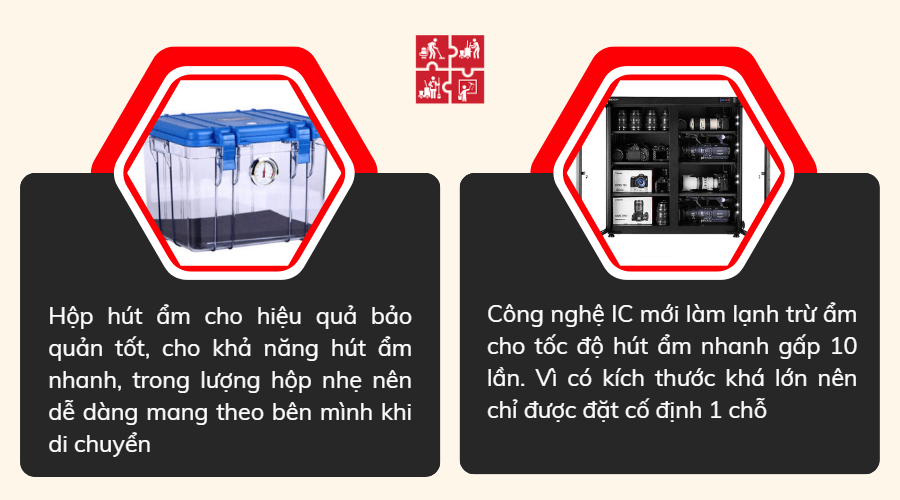 Hộp hút ẩm cho hiệu quả bảo
quản tốt, cho khả năng hút ẩm
nhanh, trong lượng hộp nhẹ nên
dễ dàng mang theo bên mình khi
di chuyển
Công nghệ IC mới làm lạnh trừ ẩm
cho tốc độ hút ẩm nhanh gấp 10
lần. Vì có kích thước khá lớn nên
chỉ được đặt cố định 1 chỗ